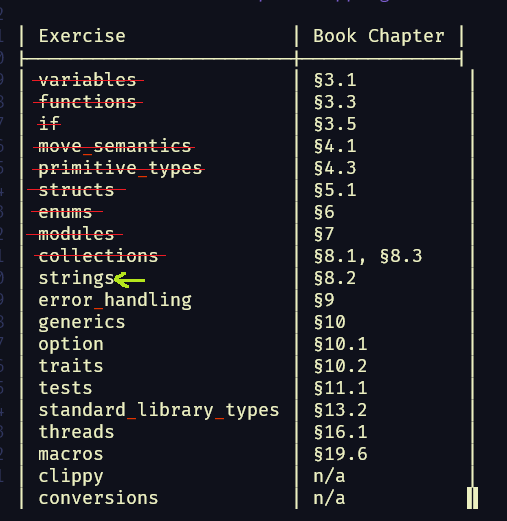 Exercise | Book Chapter |
variables | §3.1 |
functions | §3.3 |
if | §3.5 |
move_semantics | §4.1 |
primitive_types | §4.3 |
structs | §5.1 |
enums | §6 |
modules | §7 |
collections | §8.1, §8.3 |
strings | §8.2 |
error_handling | §9 |
generics | §10 |
option | §10.1 |
traits | §10.2 |
tests | §11.1 |
standard_library_types | §13.2 |
threads | §16.1 |
macros | §19.6 |
clippy | n/a |
conversions | n/a